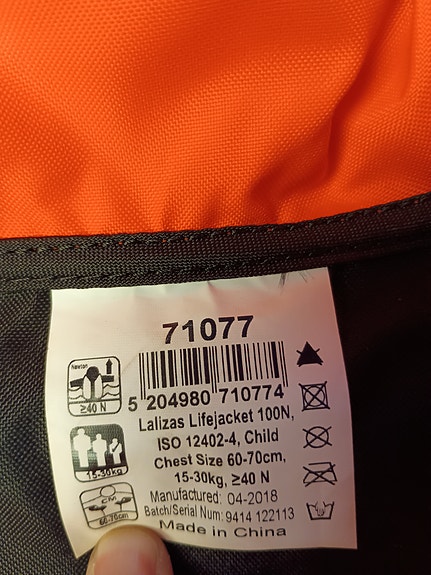 71077
Newton
≥40 N
5 204980 710774
Lalizas Lifejacket 100N,
ISO 12402-4, Child
Chest Size 60-70cm,
15-30kg, ≥40 N
15-30kg
Manufactured: 04-2018
Batch/Serial Num: 9414 122113
Made in China
CM
60-70cm